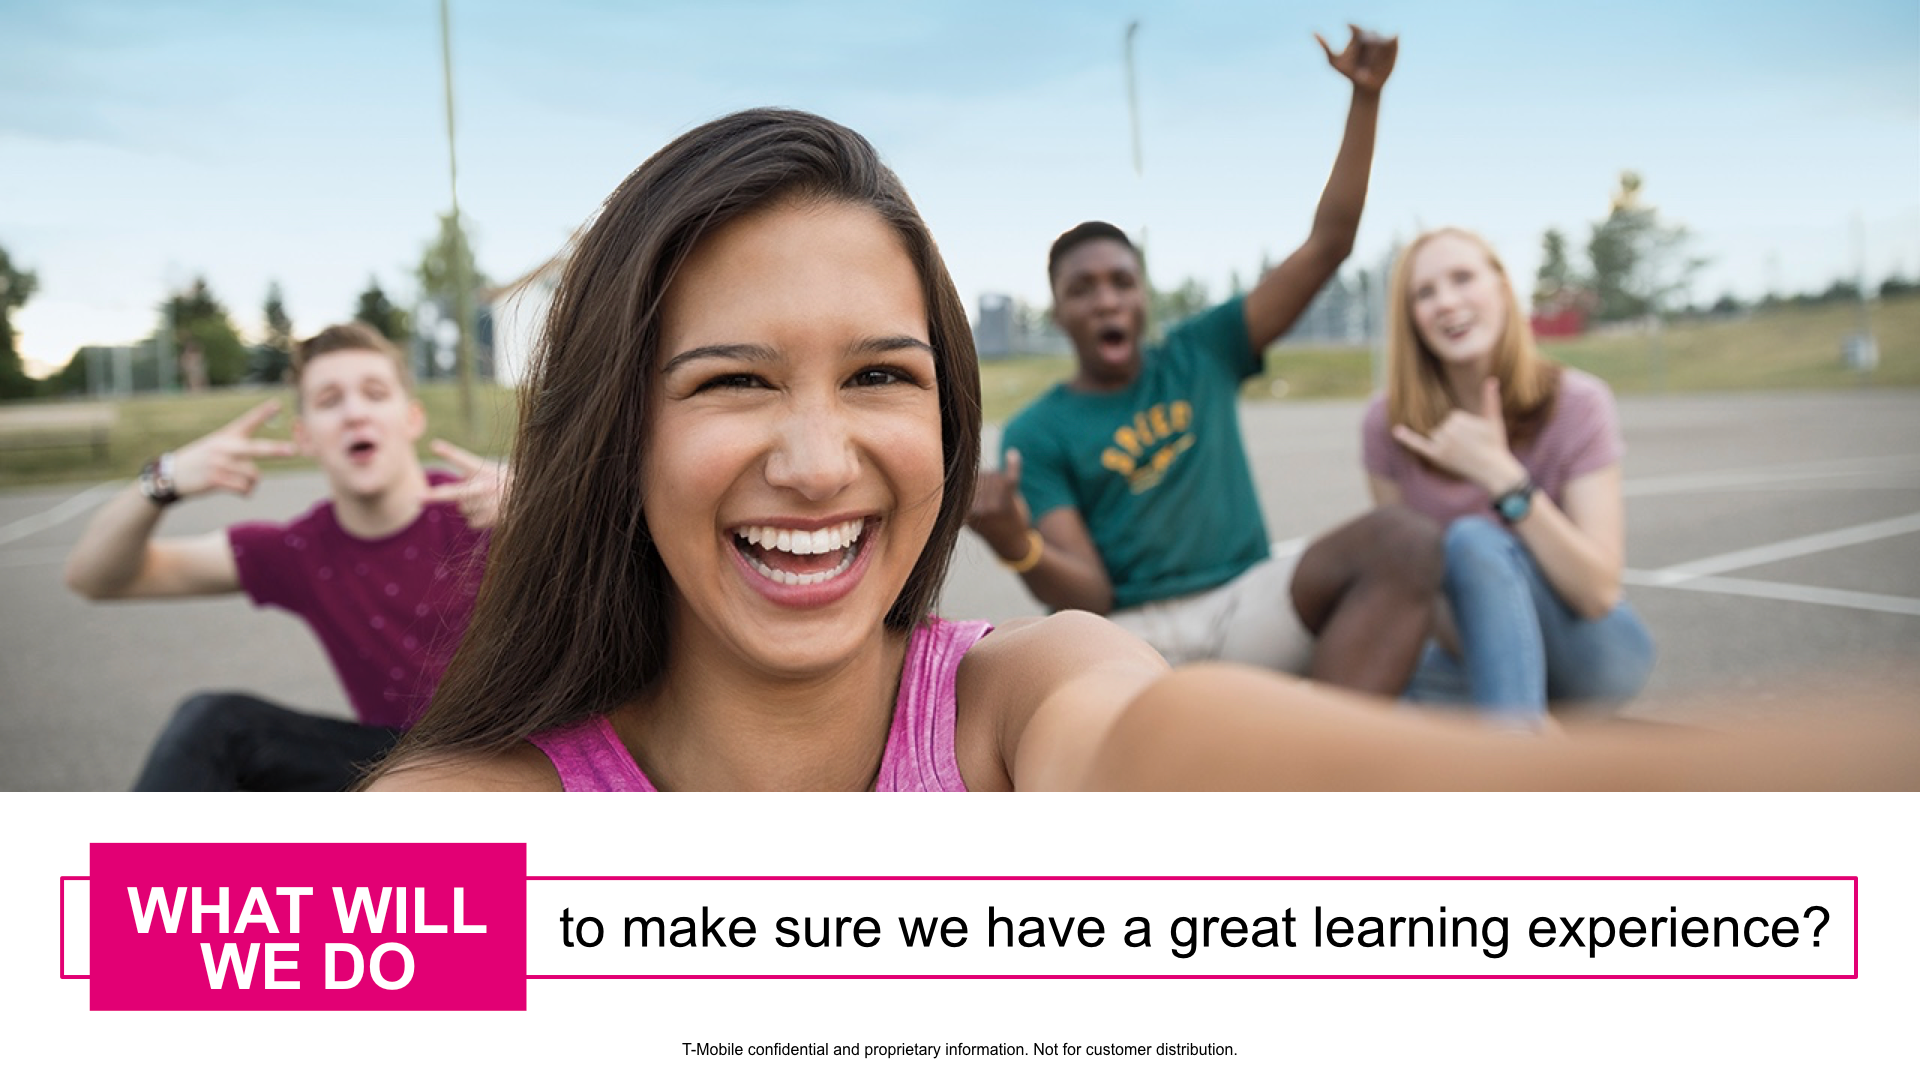 WHAT WILL
WE DO
to make sure we have a great learning experience?
T-Mobile confidential and proprietary information. Not for customer distribution.